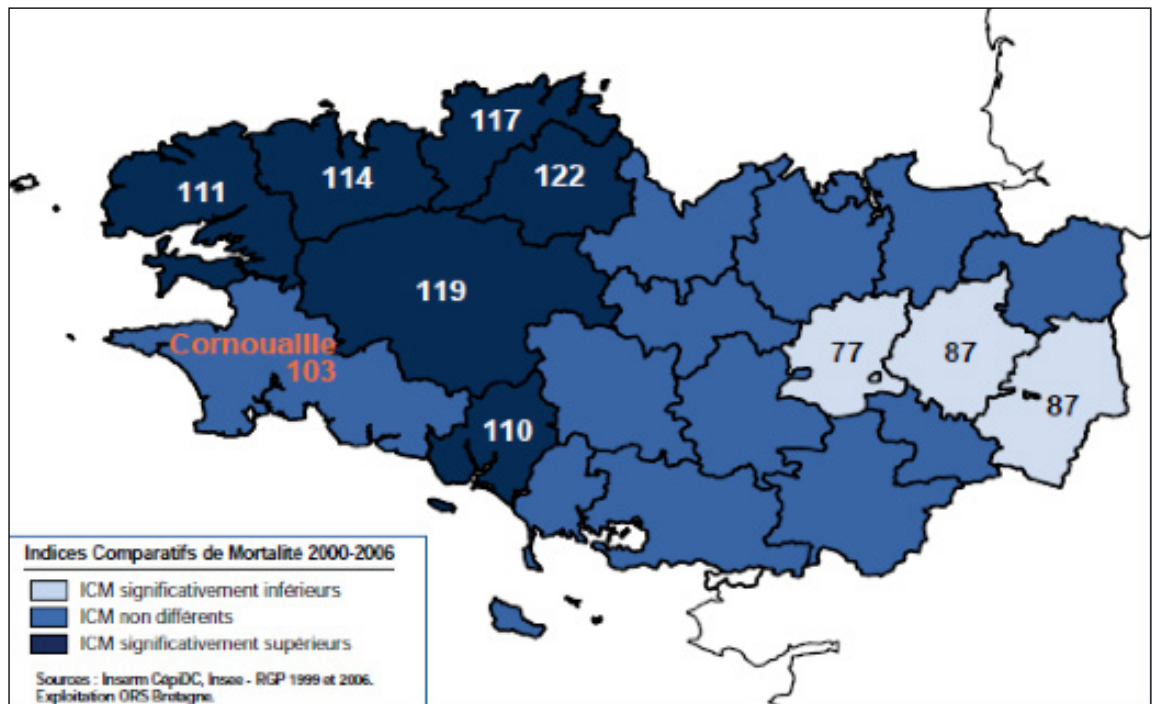 117
122
114
111
119
Cornouaille
103
77
87
87
110
Indices Comparatifs de Mortalité 2000-2006
ICM significativement inférieurs
ICM non différents
ICM significativement supérieurs
Sources : Inserm CépiDC, Insee - RGP 1999 et 2006.
Exploitation ORS Bretagne.